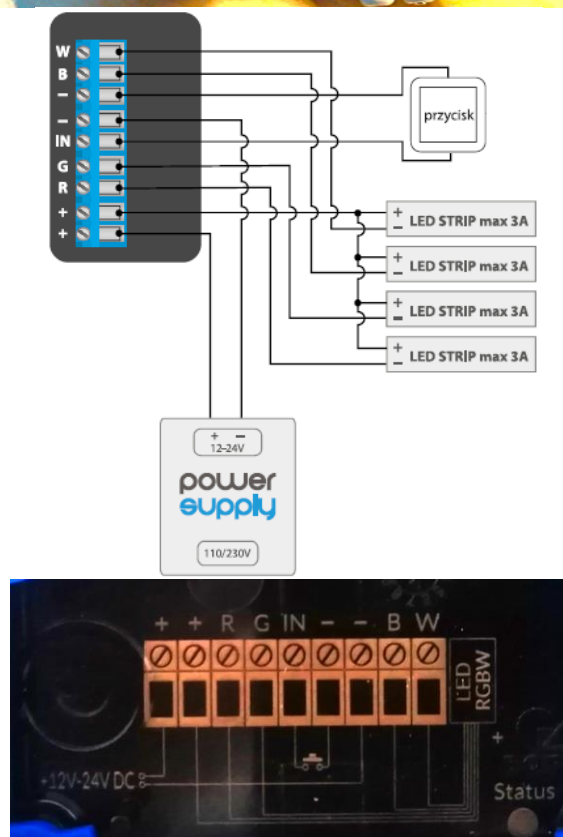 W
B
–
przycisk
–
IN
G
R
+
+
+
– LED STRIP max 3A
+
– LED STRIP max 3A
+
– LED STRIP max 3A
+
– LED STRIP max 3A
+ –
12–24V
power
supply
110/230V
+ + R G IN – – B W
LED
RGBW
+
+12V-24V DC
Status